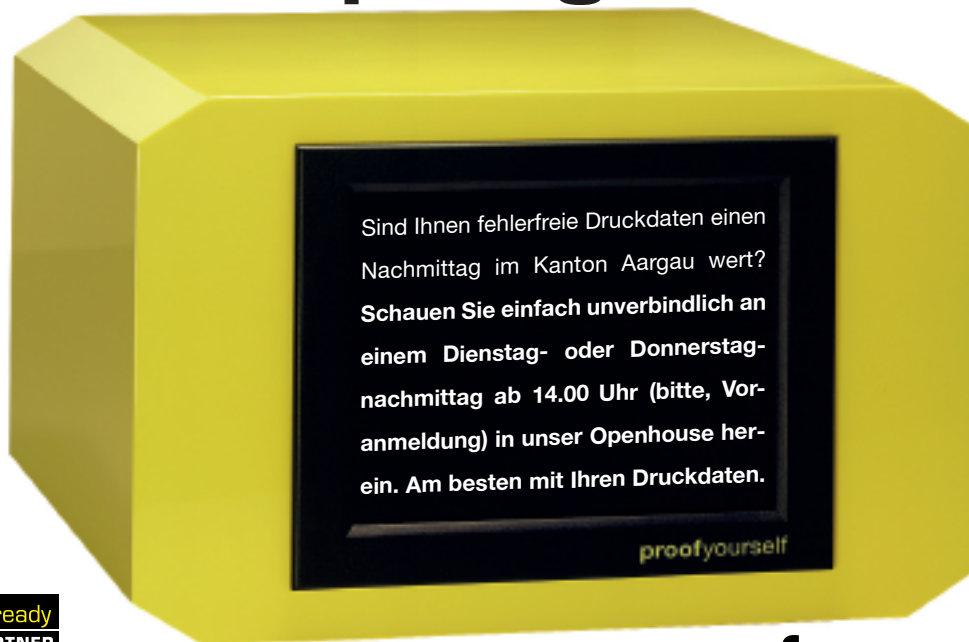 Sind Ihnen fehlerfreie Druckdaten einen
Nachmittag im Kanton Aargau wert?
Schauen Sie einfach unverbindlich an
einem Dienstag- oder Donnerstag-
nachmittag ab 14.00 Uhr (bitte, Vor-
anmeldung) in unser Openhouse her-
ein. Am besten mit Ihren Druckdaten.
proofyourself